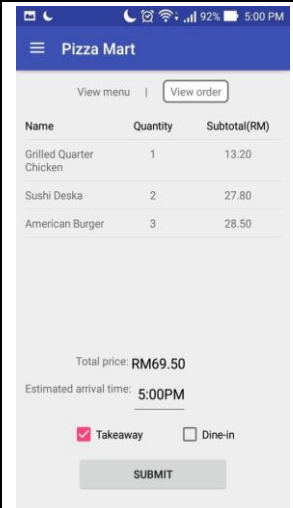 92% 5:00 PM
Pizza Mart
View menu | View order
Name Quantity Subtotal(RM)
Grilled Quarter Chicken 1 13.20
Sushi Deska 2 27.80
American Burger 3 28.50
Total price: RM69.50
Estimated arrival time: 5:00PM
Takeaway Dine-in
SUBMIT